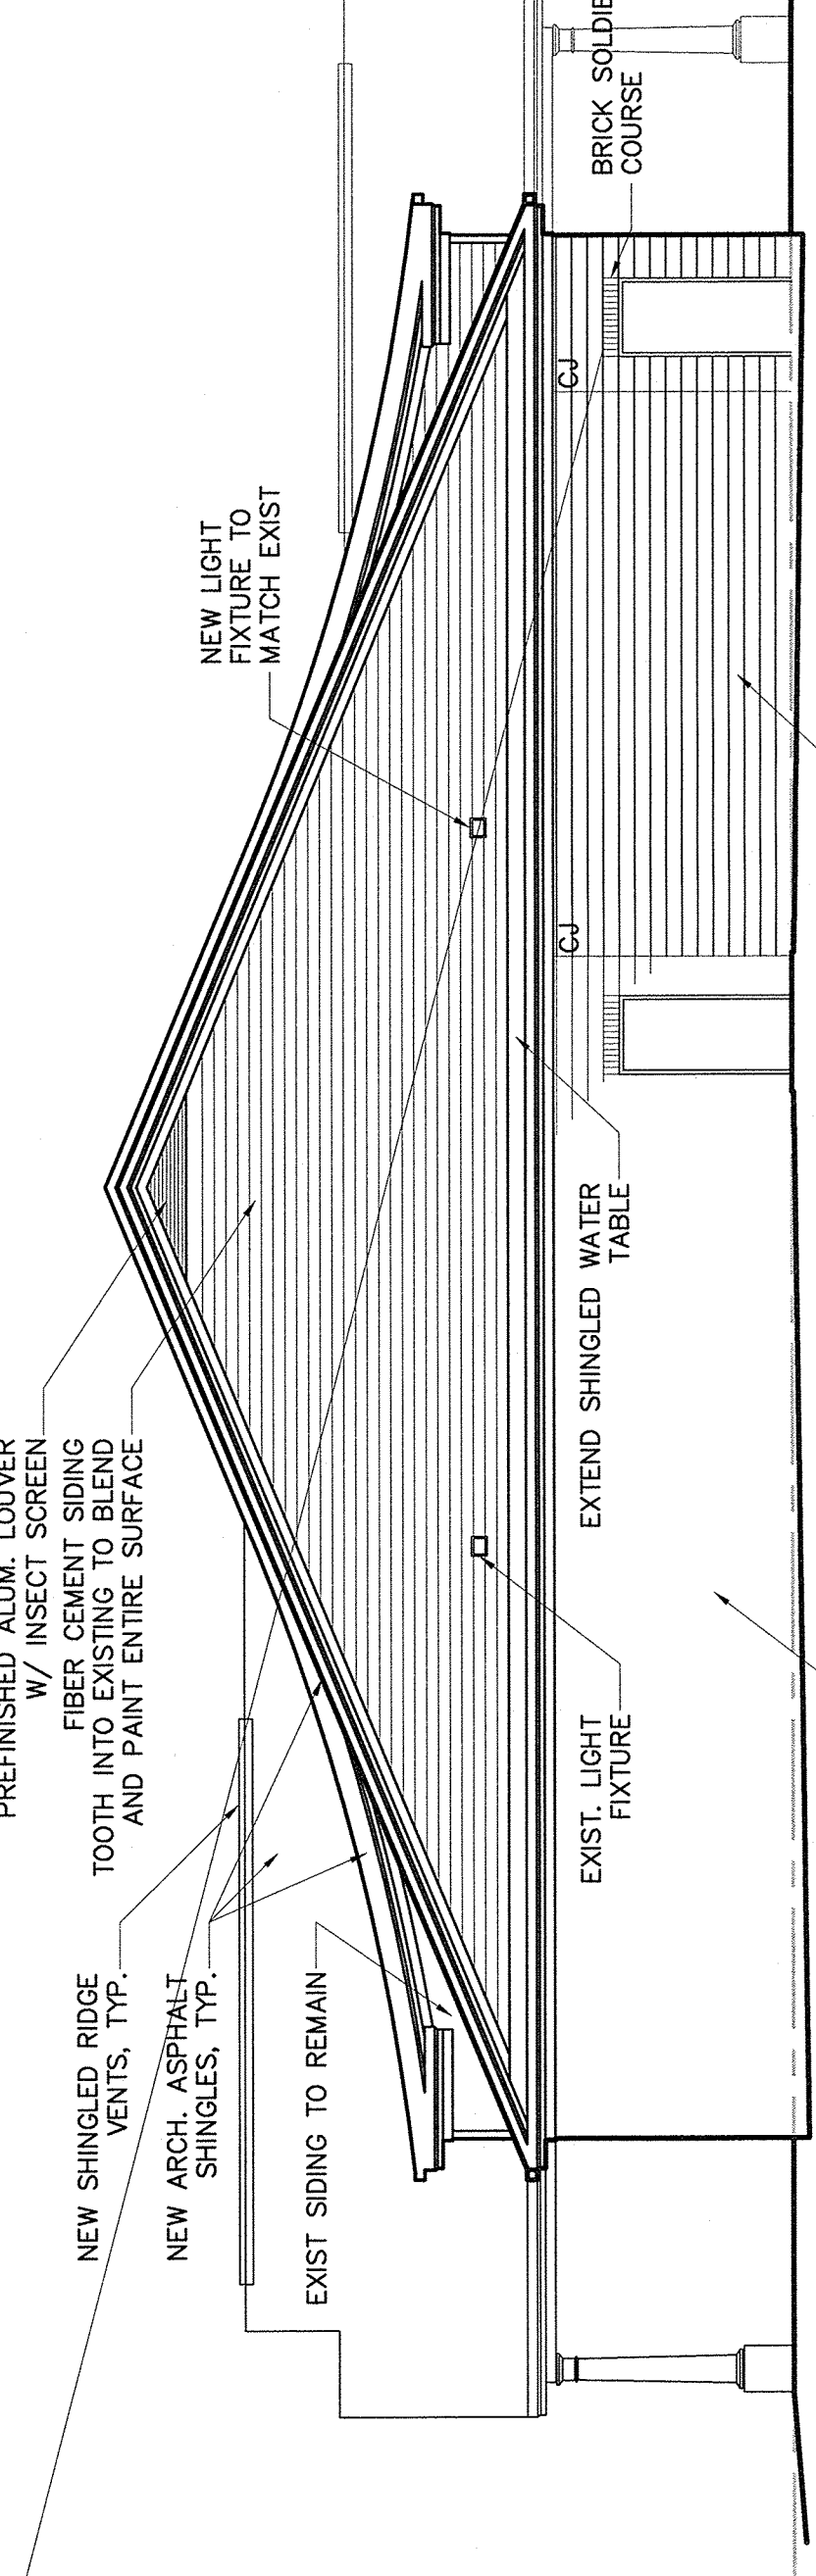 PREFINISHED ALUM. LOUVER
W/ INSECT SCREEN
FIBER CEMENT SIDING
TOOTH INTO EXISTING TO BLEND
AND PAINT ENTIRE SURFACE
NEW SHINGLED RIDGE
VENTS, TYP.
NEW ARCH. ASPHALT
SHINGLES, TYP.
EXIST SIDING TO REMAIN
NEW LIGHT
FIXTURE TO
MATCH EXIST
EXIST. LIGHT
FIXTURE
EXTEND SHINGLED WATER
TABLE
CJ
CJ
BRICK SOLDIE
COURSE